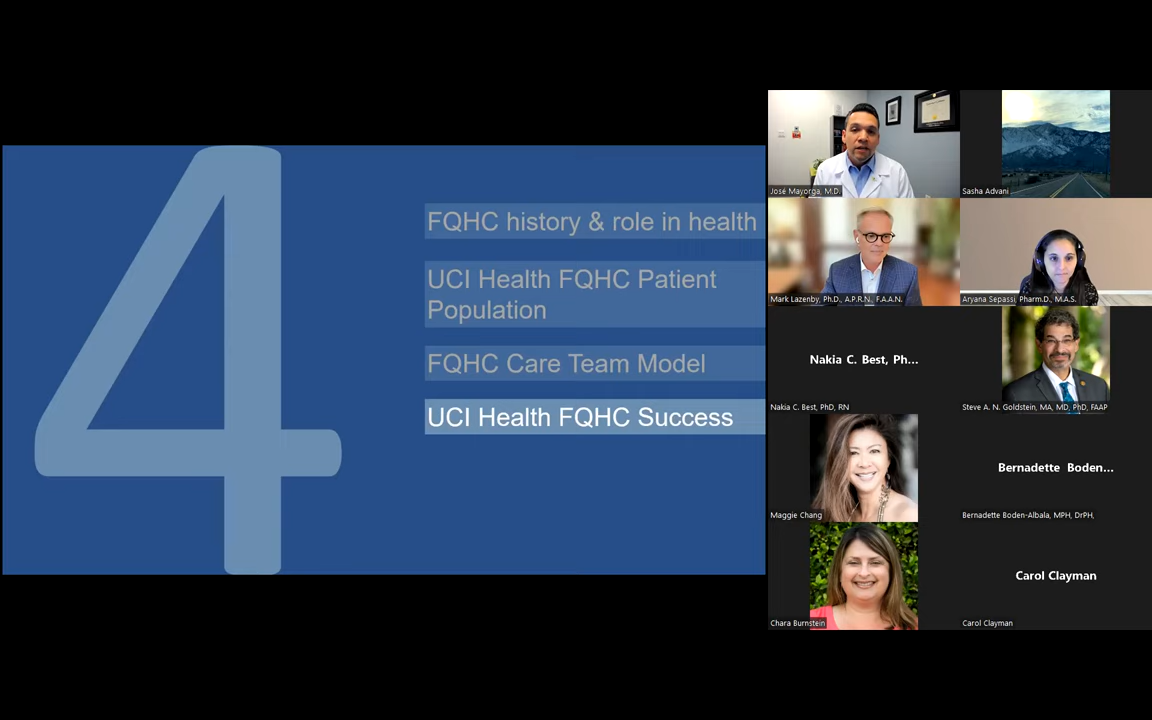 4
FQHC history & role in health
UCI Health FQHC Patient
Population
FQHC Care Team Model
UCI Health FQHC Success
José Mayorga, M.D.
Sasha Advani
Mark Lazenby, Ph.D., A.P.R.N., F.A.A.N.
Aryana Sepassi, Pharm.D., M.A.S.
Nakia C. Best, Ph...
Nakia C. Best, PhD, RN
Steve A. N. Goldstein, MA, MD, PhD, FAAP
Maggie Chang
Bernadette Boden...
Bernadette Boden-Albala, MPH, DrPH,
Chara Burnstein
Carol Clayman
Carol Clayman